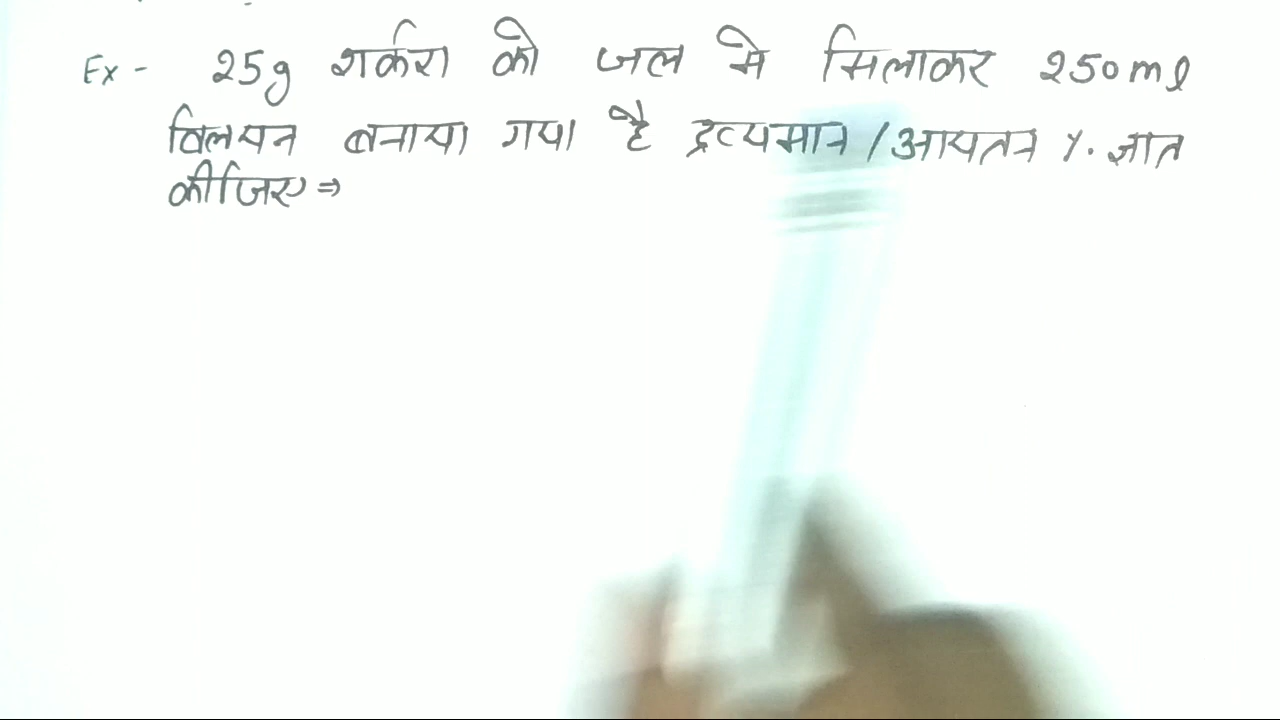 Ex - 25g शर्करा को जल मे मिलाकर 250ml
विलयन बनाया गया है द्रव्यमान / आयतन %. ज्ञात
कीजिए ⇒